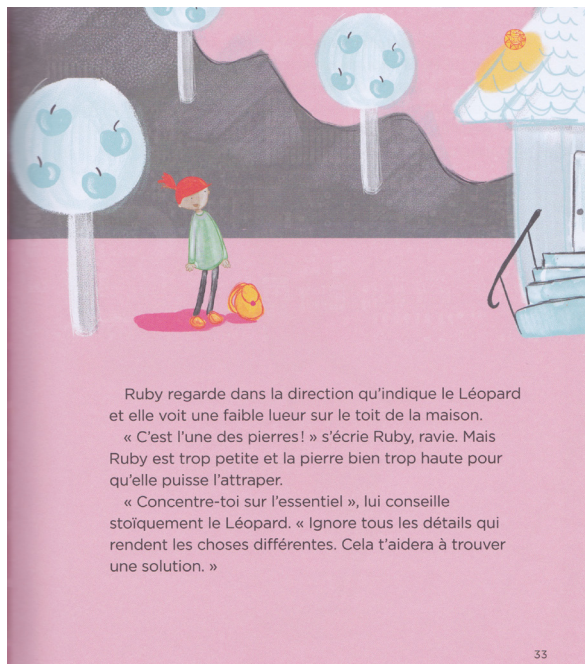 Ruby regarde dans la direction qu'indique le Léopard
et elle voit une faible lueur sur le toit de la maison.
« C'est l'une des pierres ! » s'écrie Ruby, ravie. Mais
Ruby est trop petite et la pierre bien trop haute pour
qu'elle puisse l'attraper.
« Concentre-toi sur l'essentiel », lui conseille
stoïquement le Léopard. « Ignore tous les détails qui
rendent les choses différentes. Cela t'aidera à trouver
une solution. »
33